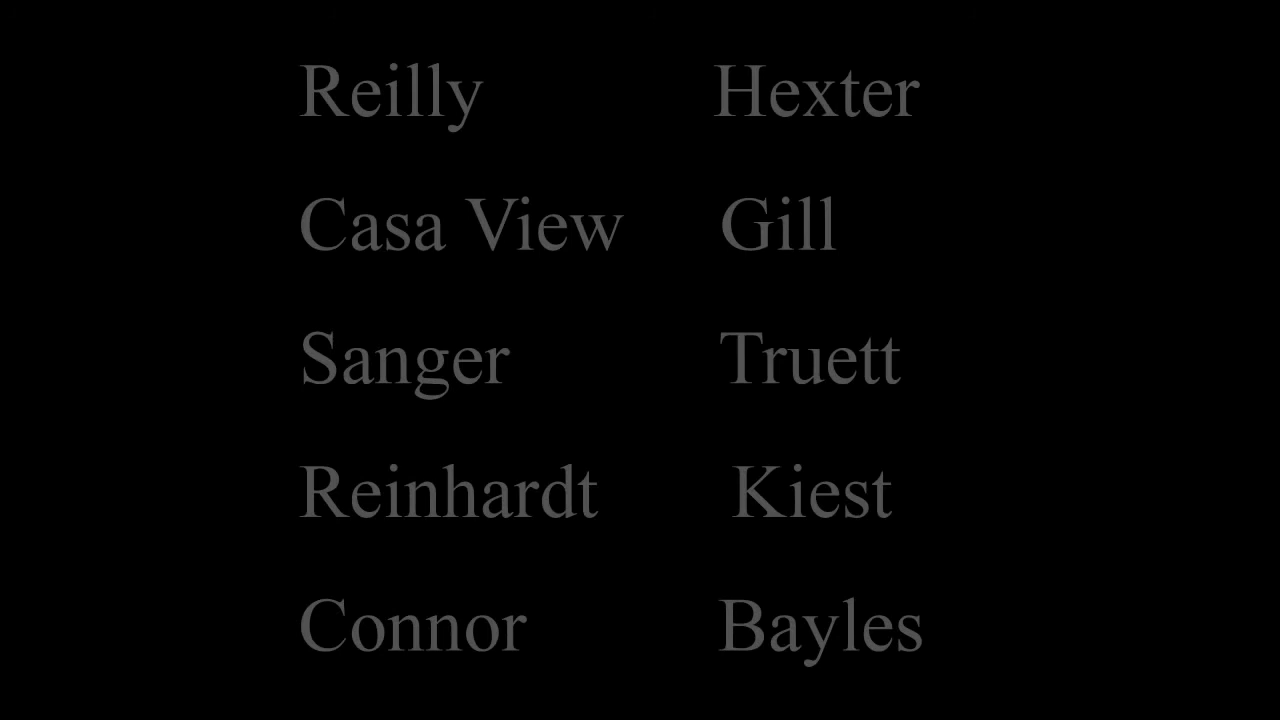 Reilly Hexter
Casa View Gill
Sanger Truett
Reinhardt Kiest
Connor Bayles